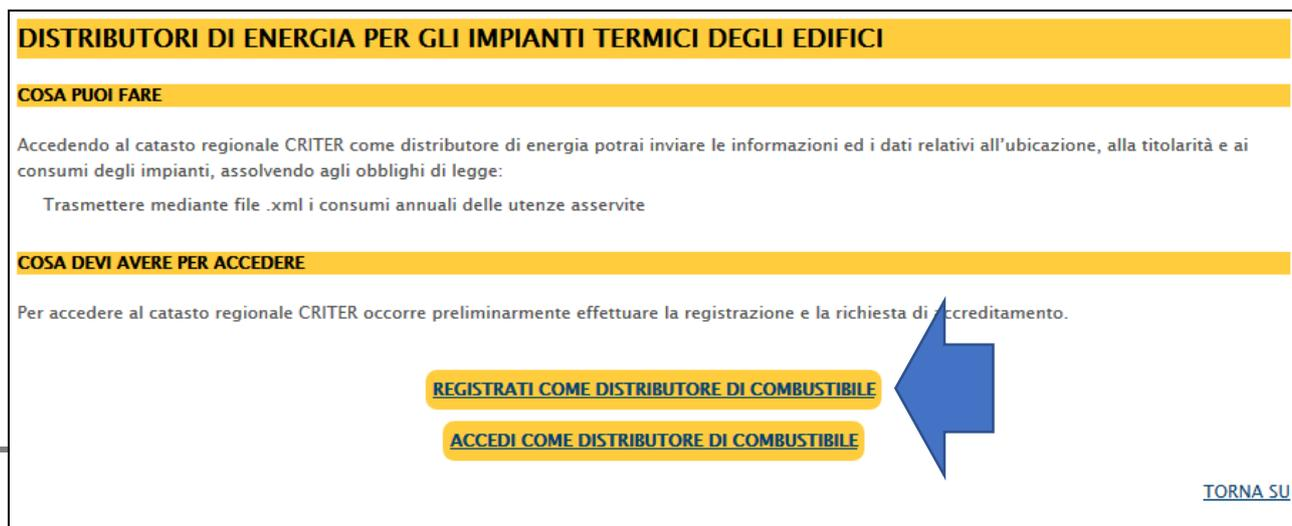 DISTRIBUTORI DI ENERGIA PER GLI IMPIANTI TERMICI DEGLI EDIFICI
COSA PUOI FARE
Accedendo al catasto regionale CRITER come distributore di energia potrai inviare le informazioni ed i dati relativi all'ubicazione, alla titolarità e ai
consumi degli impianti, assolvendo agli obblighi di legge:
Trasmettere mediante file .xml i consumi annuali delle utenze asservite
COSA DEVI AVERE PER ACCEDERE
Per accedere al catasto regionale CRITER occorre preliminarmente effettuare la registrazione e la richiesta di accreditamento.
REGISTRATI COME DISTRIBUTORE DI COMBUSTIBILE
ACCEDI COME DISTRIBUTORE DI COMBUSTIBILE
TORNA SU